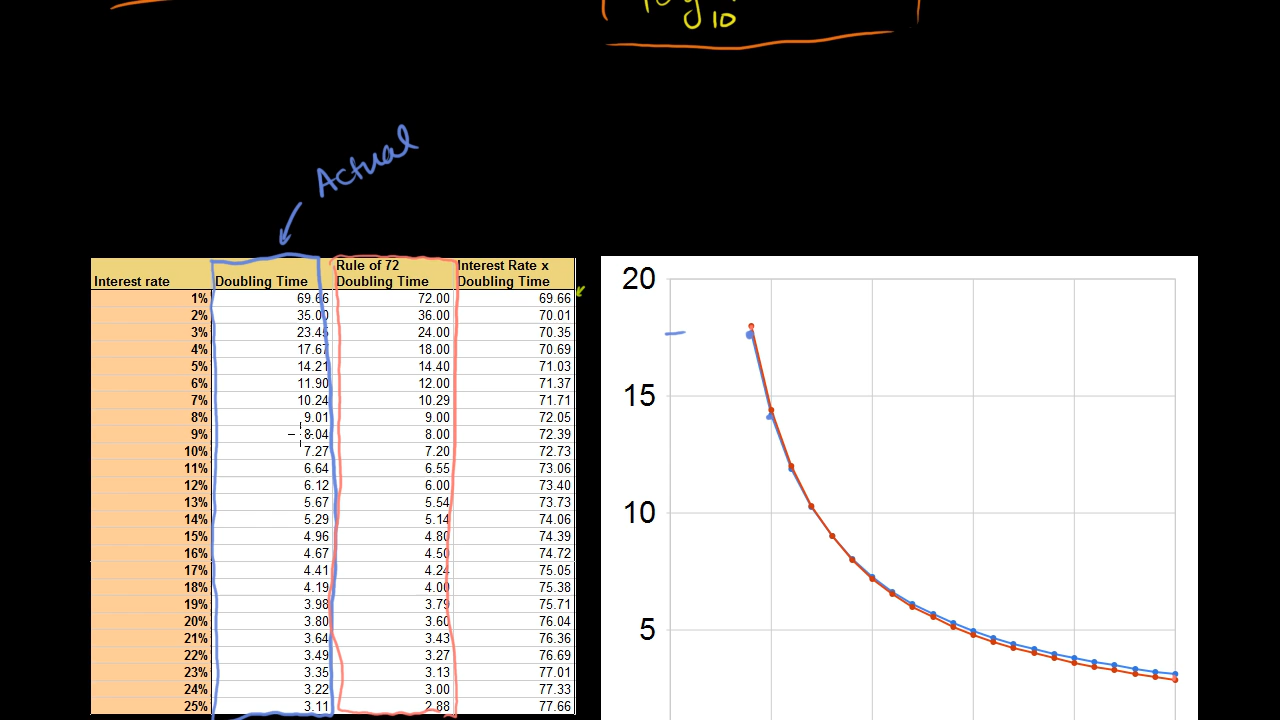 10
Actual
Rule of 72 Interest Rate x
Interest rate Doubling Time Doubling Time Doubling Time
1% 69.66 72.00 69.66
2% 35.00 36.00 70.01
3% 23.45 24.00 70.35
4% 17.67 18.00 70.69
5% 14.21 14.40 71.03
6% 11.90 12.00 71.37
7% 10.24 10.29 71.71
8% 9.01 9.00 72.05
9% 8.04 8.00 72.39
10% 7.27 7.20 72.73
11% 6.64 6.55 73.06
12% 6.12 6.00 73.40
13% 5.67 5.54 73.73
14% 5.29 5.14 74.06
15% 4.96 4.80 74.39
16% 4.67 4.50 74.72
17% 4.41 4.24 75.05
18% 4.19 4.00 75.38
19% 3.98 3.79 75.71
20% 3.80 3.60 76.04
21% 3.64 3.43 76.36
22% 3.49 3.27 76.69
23% 3.35 3.13 77.01
24% 3.22 3.00 77.33
25% 3.11 2.88 77.66
20
15
10
5